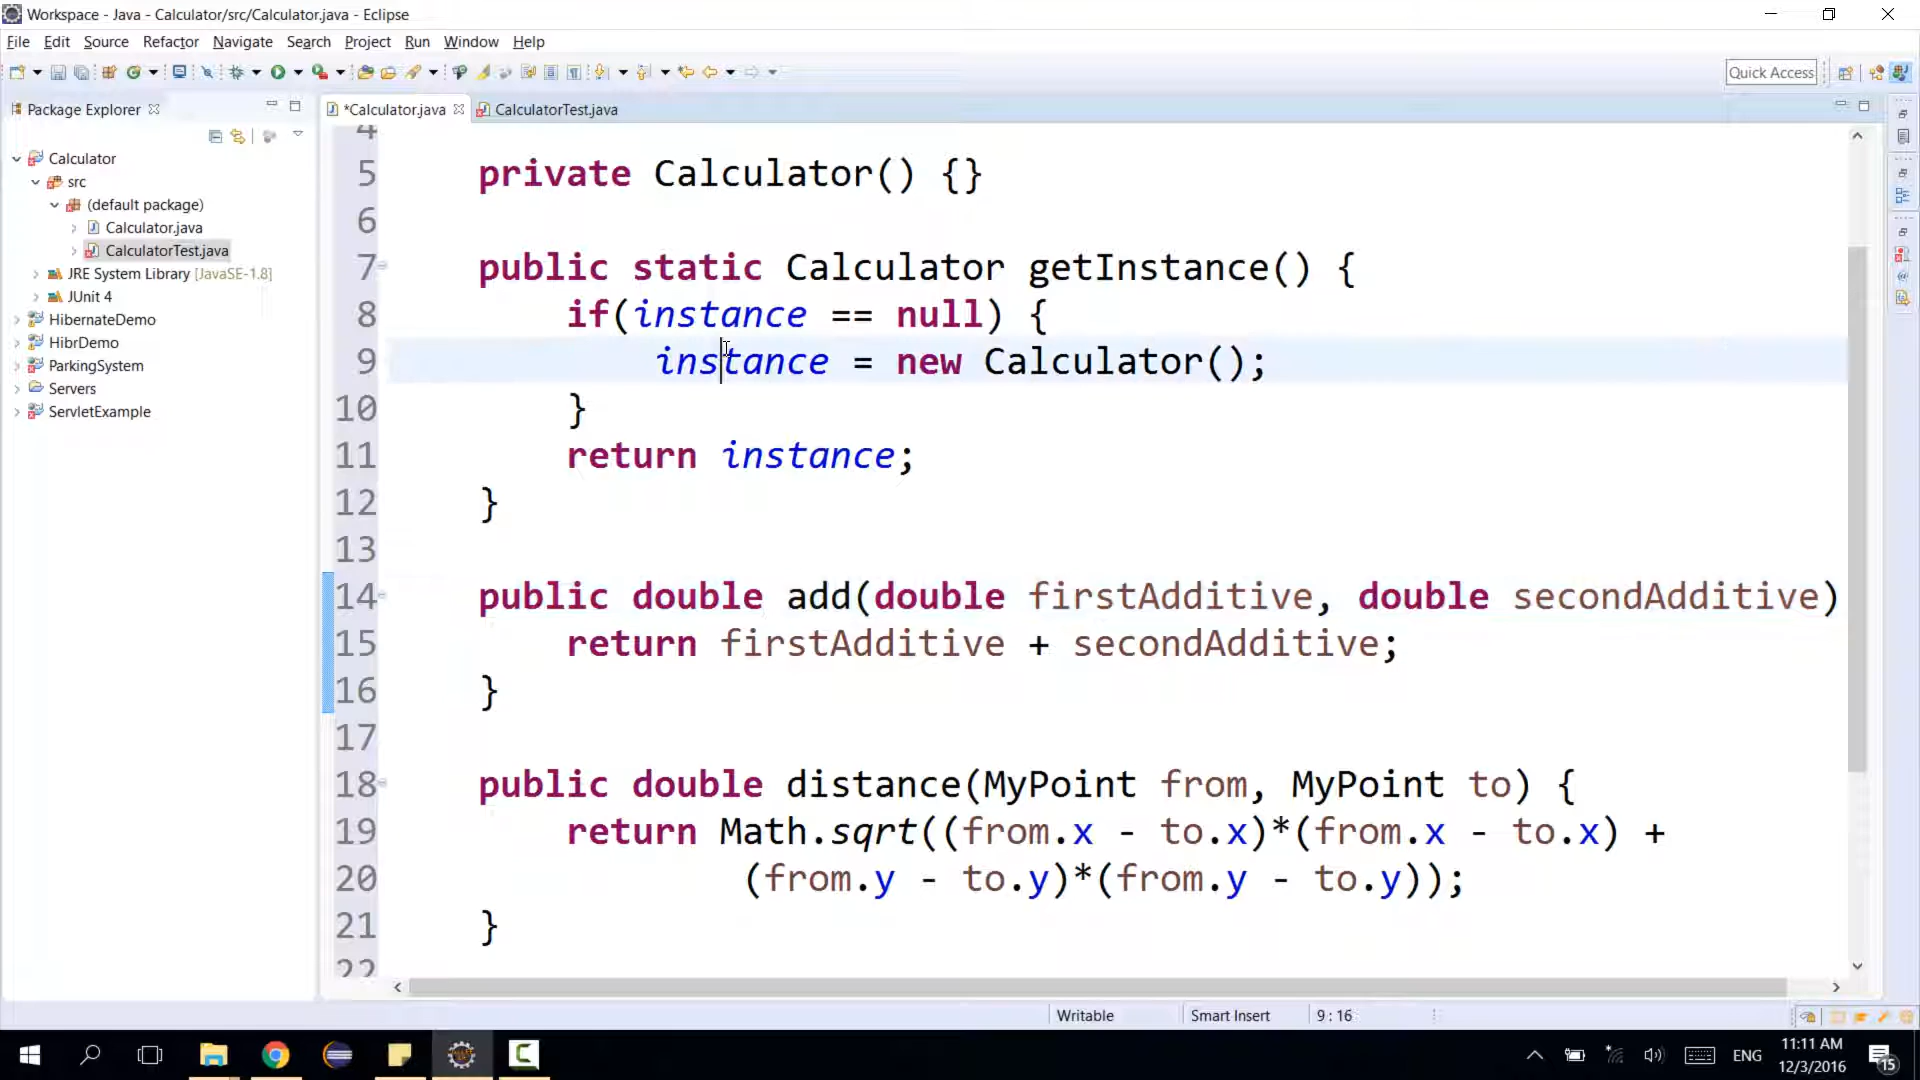 Workspace - Java - Calculator/src/Calculator.java - Eclipse
File Edit Source Refactor Navigate Search Project Run Window Help
Quick Access
Package Explorer
*Calculator.java
CalculatorTest.java
Calculator
src
(default package)
Calculator.java
CalculatorTest.java
JRE System Library [JavaSE-1.8]
JUnit 4
HibernateDemo
HibrDemo
ParkingSystem
Servers
ServletExample
4
5 private Calculator() {}
6
7 public static Calculator getInstance() {
8 if(instance == null) {
9 instance = new Calculator();
10 }
11 return instance;
12 }
13
14 public double add(double firstAdditive, double secondAdditive)
15 return firstAdditive + secondAdditive;
16 }
17
18 public double distance(MyPoint from, MyPoint to) {
19 return Math.sqrt((from.x - to.x)*(from.x - to.x) +
20 (from.y - to.y)*(from.y - to.y));
21 }
22
Writable Smart Insert 9 : 16
ENG
11:11 AM
12/3/2016
15